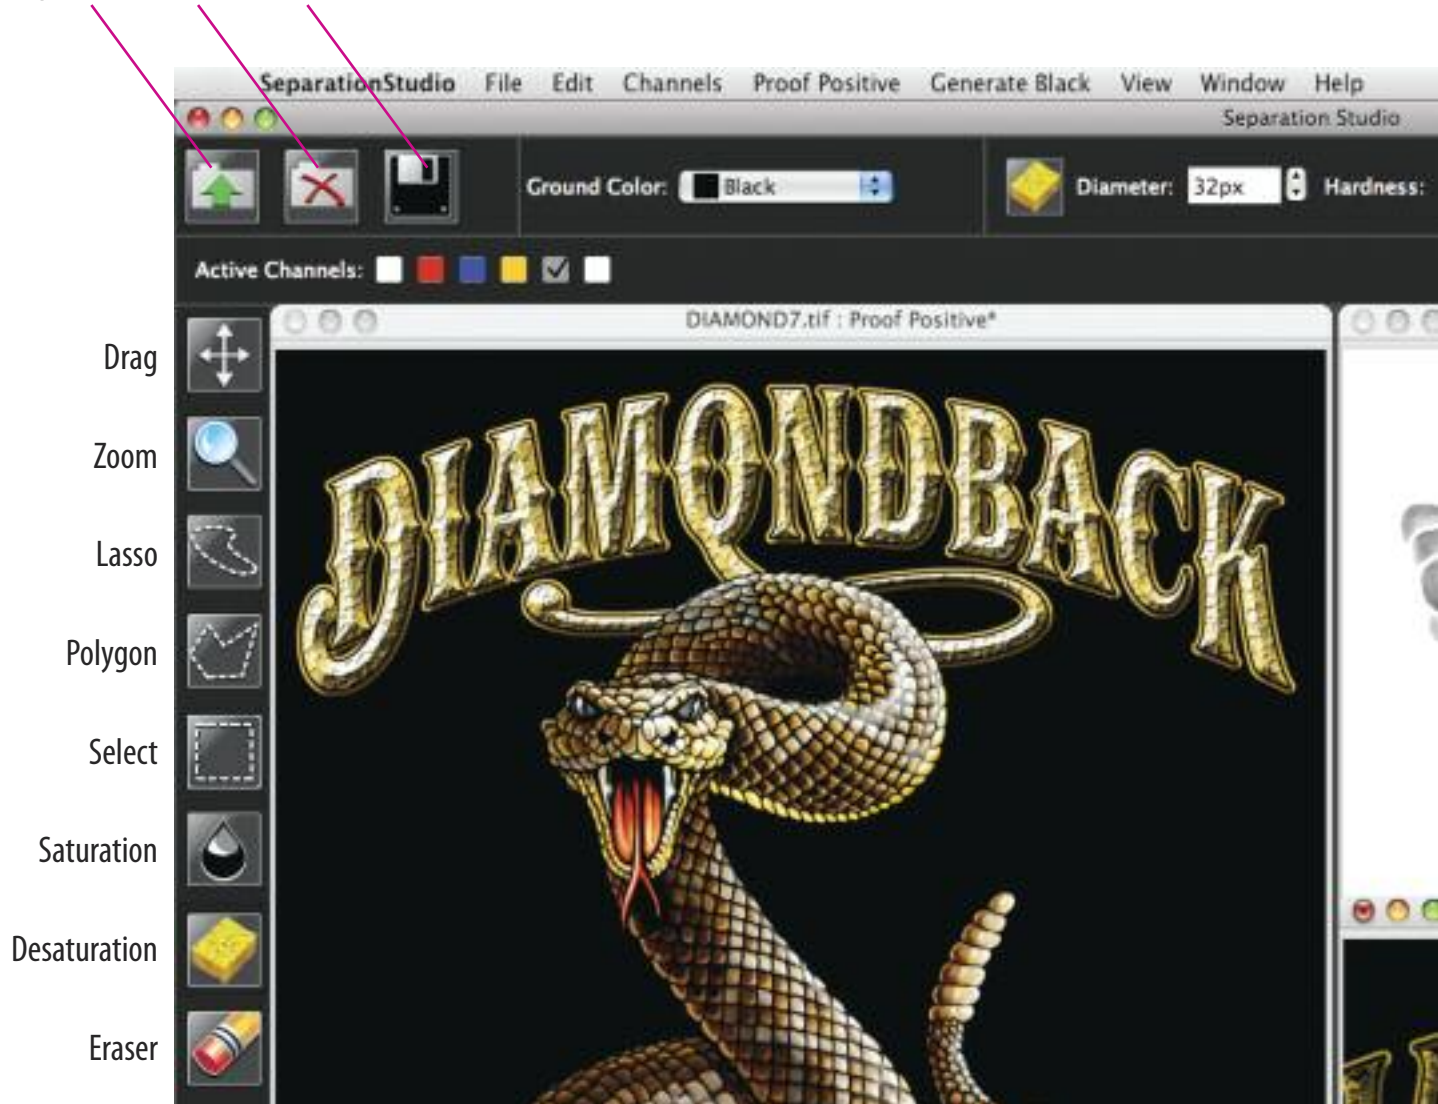 SeparationStudio File Edit Channels Proof Positive Generate Black View Window Help
Separation Studio
Ground Color: Black Diameter: 32px Hardness:
Active Channels:
DIAMOND7.tif : Proof Positive*
Drag
DIAMONDBACK
Zoom
Lasso
Polygon
Select
Saturation
Desaturation
Eraser